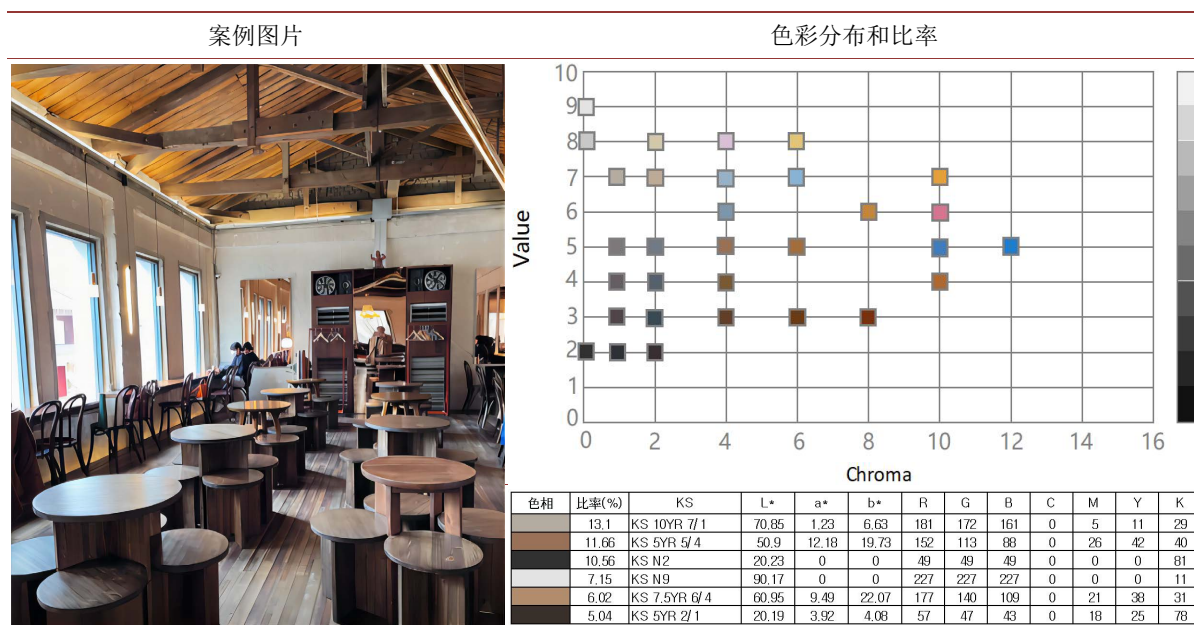 案例图片 色彩分布和比率
10
9
8
7
6
5
4
3
2
1
0
Value
0 2 4 6 8 10 12 14 16
Chroma
色相 比率(%) KS L* a* b* R G B C M Y K
13.1 KS 10YR 7/1 70.85 1.23 6.63 181 172 161 0 5 11 29
11.66 KS 5YR 5/4 50.9 12.18 19.73 152 113 88 0 26 42 40
10.56 KS N2 20.23 0 0 49 49 49 0 0 0 81
7.15 KS N9 90.17 0 0 227 227 227 0 0 0 11
6.02 KS 7.5YR 6/4 60.95 9.49 22.07 177 140 109 0 21 38 31
5.04 KS 5YR 2/1 20.19 3.92 4.08 57 47 43 0 18 25 78